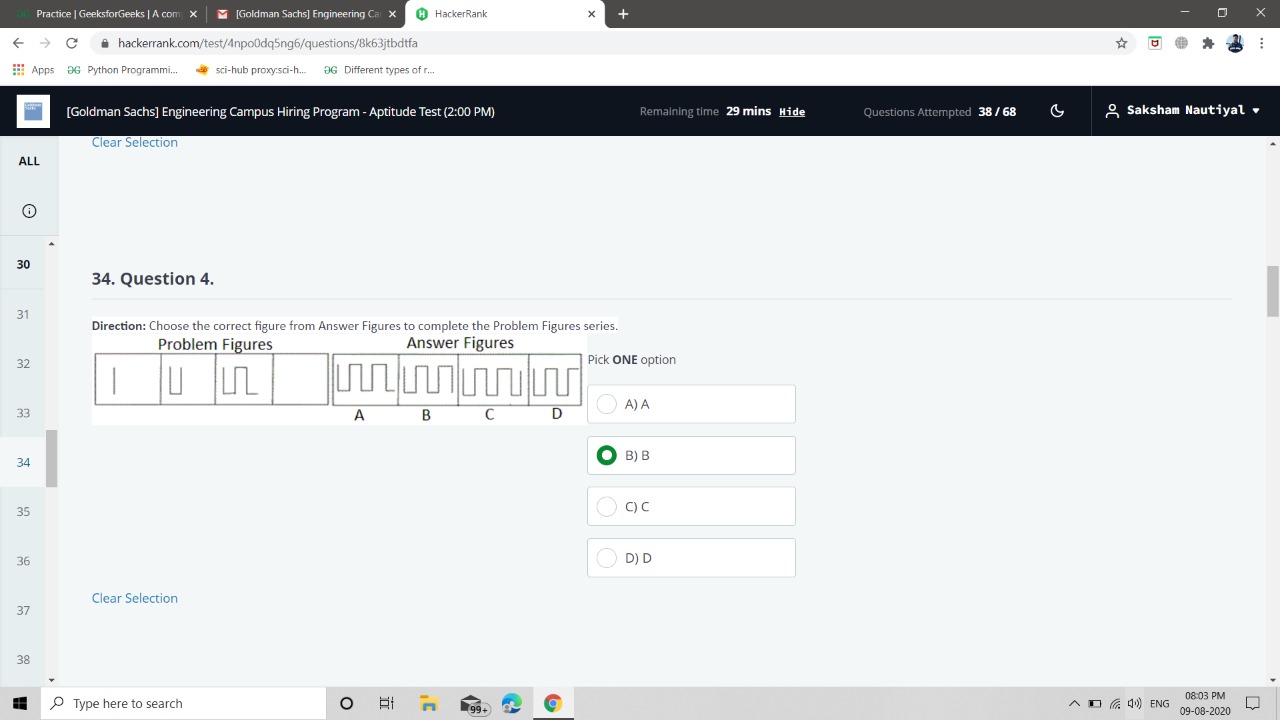 Practice | GeeksforGeeks | A com
[Goldman Sachs] Engineering Ca
HackerRank
hackerrank.com/test/4npo0dq5ng6/questions/8k63jtbdtfa
Apps
Python Programmi...
sci-hub proxy:sci-h...
Different types of r...
[Goldman Sachs] Engineering Campus Hiring Program - Aptitude Test (2:00 PM)
Remaining time 29 mins Hide
Questions Attempted 38 / 68
Saksham Nautiyal
ALL
30
31
32
33
34
35
36
37
38
Clear Selection
34. Question 4.
Direction: Choose the correct figure from Answer Figures to complete the Problem Figures series.
Problem Figures
Answer Figures
A B C D
Pick ONE option
A) A
B) B
C) C
D) D
Clear Selection
Type here to search
99+
ENG
08:03 PM
09-08-2020